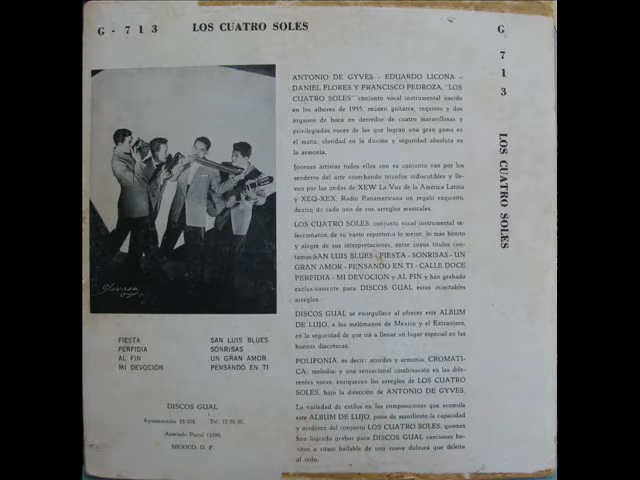 G - 7 1 3 LOS CUATRO SOLES
ANTONIO DE GYVES - EDUARDO LICONA -
DANIEL FLORES Y FRANCISCO PEDROZA, "LOS
CUATRO SOLES" conjunto vocal instrumental nacido
en los albores de 1955, reúnen guitarra, requinto y dos
órganos de boca en derredor de cuatro maravillosas y
privilegiadas voces de las que logran una gran gama en
el matiz, claridad en la dicción y seguridad absoluta en
la armonía.
Jóvenes artistas todos ellos con su conjunto van por los
senderos del arte cosechando triunfos indiscutibles y lle-
van por las ondas de XEW La Voz de la América Latina
y XEQ-XEX, Radio Panamericana un regalo exquisito,
dentro de cada uno de sus arreglos musicales.
LOS CUATRO SOLES, conjunto vocal instrumental se-
leccionaron de su vasto repertorio lo mejor, lo más bonito
y alegre de sus interpretaciones, entre cuyos títulos con-
tamos: SAN LUIS BLUES - FIESTA - SONRISAS - UN
GRAN AMOR - PENSANDO EN TI - CALLE DOCE
PERFIDIA - MI DEVOCION y AL FIN y han grabado
exclusivamente para DISCOS GUAL estos inimitables
arreglos.
DISCOS GUAL se enorgullece al ofrecer este ALBUM
DE LUJO, a los melómanos de México y el Extranjero,
en la seguridad de que irá a llenar un lugar especial en las
buenas discotecas;
POLIFONIA, es decir: acordes y armonía, CROMATI-
CA; melodía; y una sensacional combinación en las dife-
rentes voces, enriquecen los arreglos de LOS CUATRO
SOLES, bajo la dirección de ANTONIO DE GYVES.
La variedad de estilos en las composiciones que acumula
este ALBUM DE LUJO, pone de manifiesto la capacidad
y madurez del conjunto LOS CUATRO SOLES, quienes
han logrado grabar para DISCOS GUAL canciones bo-
nitas a ritmo bailable de una suave dulzura que deleita
al oído.
FIESTA SAN LUIS BLUES
PERFIDIA SONRISAS
AL FIN UN GRAN AMOR
MI DEVOCION PENSANDO EN TI
DISCOS GUAL
Ayuntamiento Tel.
Apartado Postal
MEXICO, D. F.
G 7 1 3 LOS CUATRO SOLES